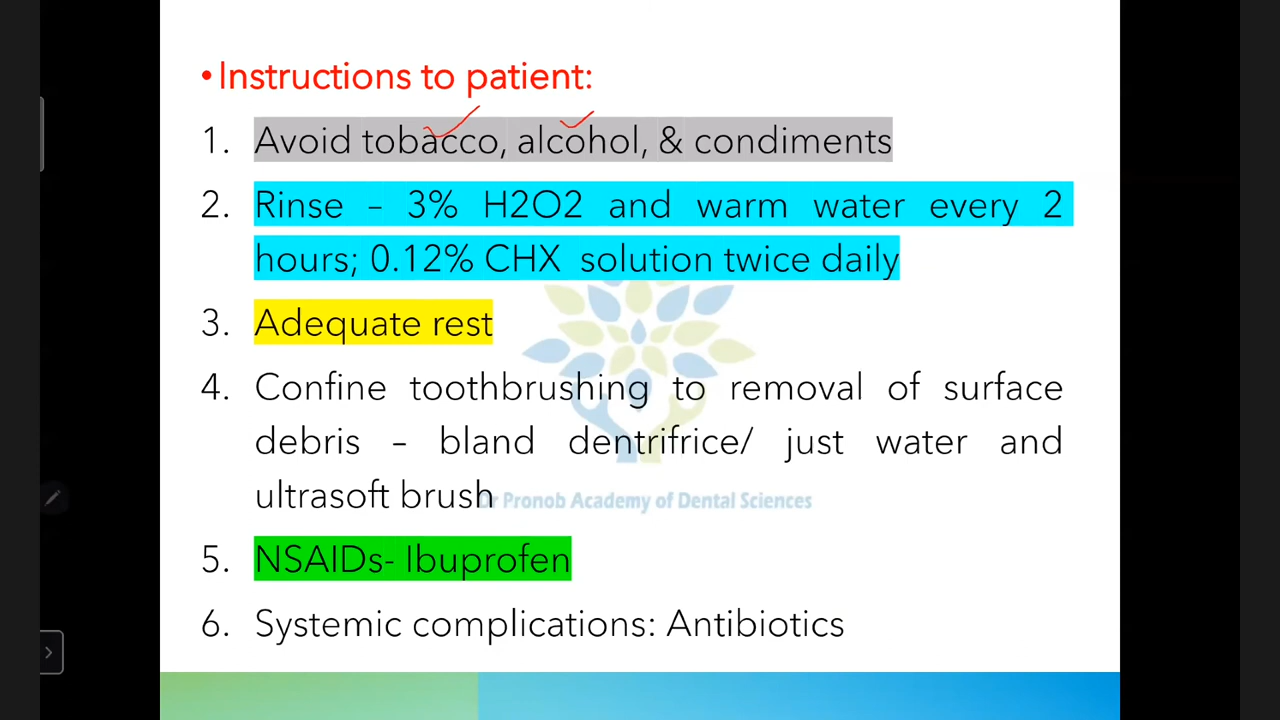 •Instructions to patient:
1. Avoid tobacco, alcohol, & condiments
2. Rinse – 3% H2O2 and warm water every 2
hours; 0.12% CHX solution twice daily
3. Adequate rest
4. Confine toothbrushing to removal of surface
debris – bland dentrifrice/ just water and
ultrasoft brush
Dr Pronob Academy of Dental Sciences
5. NSAIDs- Ibuprofen
6. Systemic complications: Antibiotics